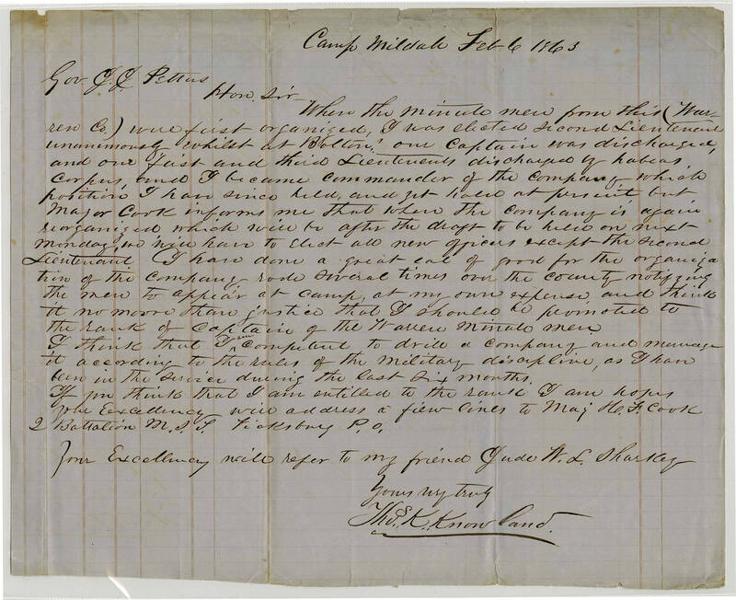 Camp Mildale Feb 6 1863
Gov J. J. Pettus
Hon. Sir
When the minute men from this (War-
ren Co.) were first organized, I was elected Second Lieutenant
unanimously whilst at Bolton: our Captain was discharged,
and our first and third Lieutenants discharged by habeas
Corpus, and I became commander of the company which
position I have since held, and yet hold at present but
Major Cook informs me that when the company is again
reorganized which will be after the draft to be held on next
Monday, we will have to elect all new officers except the Second
Lieutenant I have done a great eal of good for the organiza
tion of the company rode several times over the county notifying
the men to appear at camp, at my own expense, and think
it no moore than justice that I should be promoted to
the rank of Captain of the Warren Minute men
I think that I am Competent to drill a company and manage
it according to the rules of the military discipline, as I have
been in the service during the last six months.
If you think that I am entitled to the rank I am hopes
your Excellency will address a few lines to Maj H. F. Cook
2 Battalion M. S. T. Vicksburg P.O.
Your Excellency will refer to my friend Jude W. L. Sharkey
Yours very truly
Thos. K. Knowland.